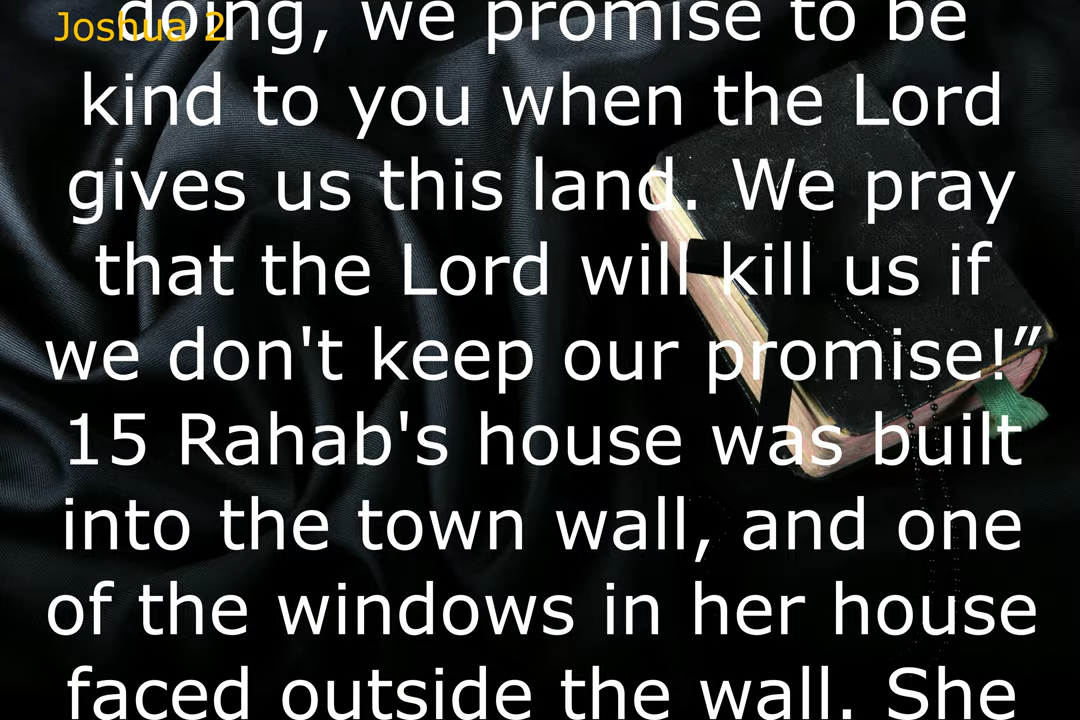 Joshua 2
doing, we promise to be
kind to you when the Lord
gives us this land. We pray
that the Lord will kill us if
we don't keep our promise!”
15 Rahab's house was built
into the town wall, and one
of the windows in her house
faced outside the wall. She